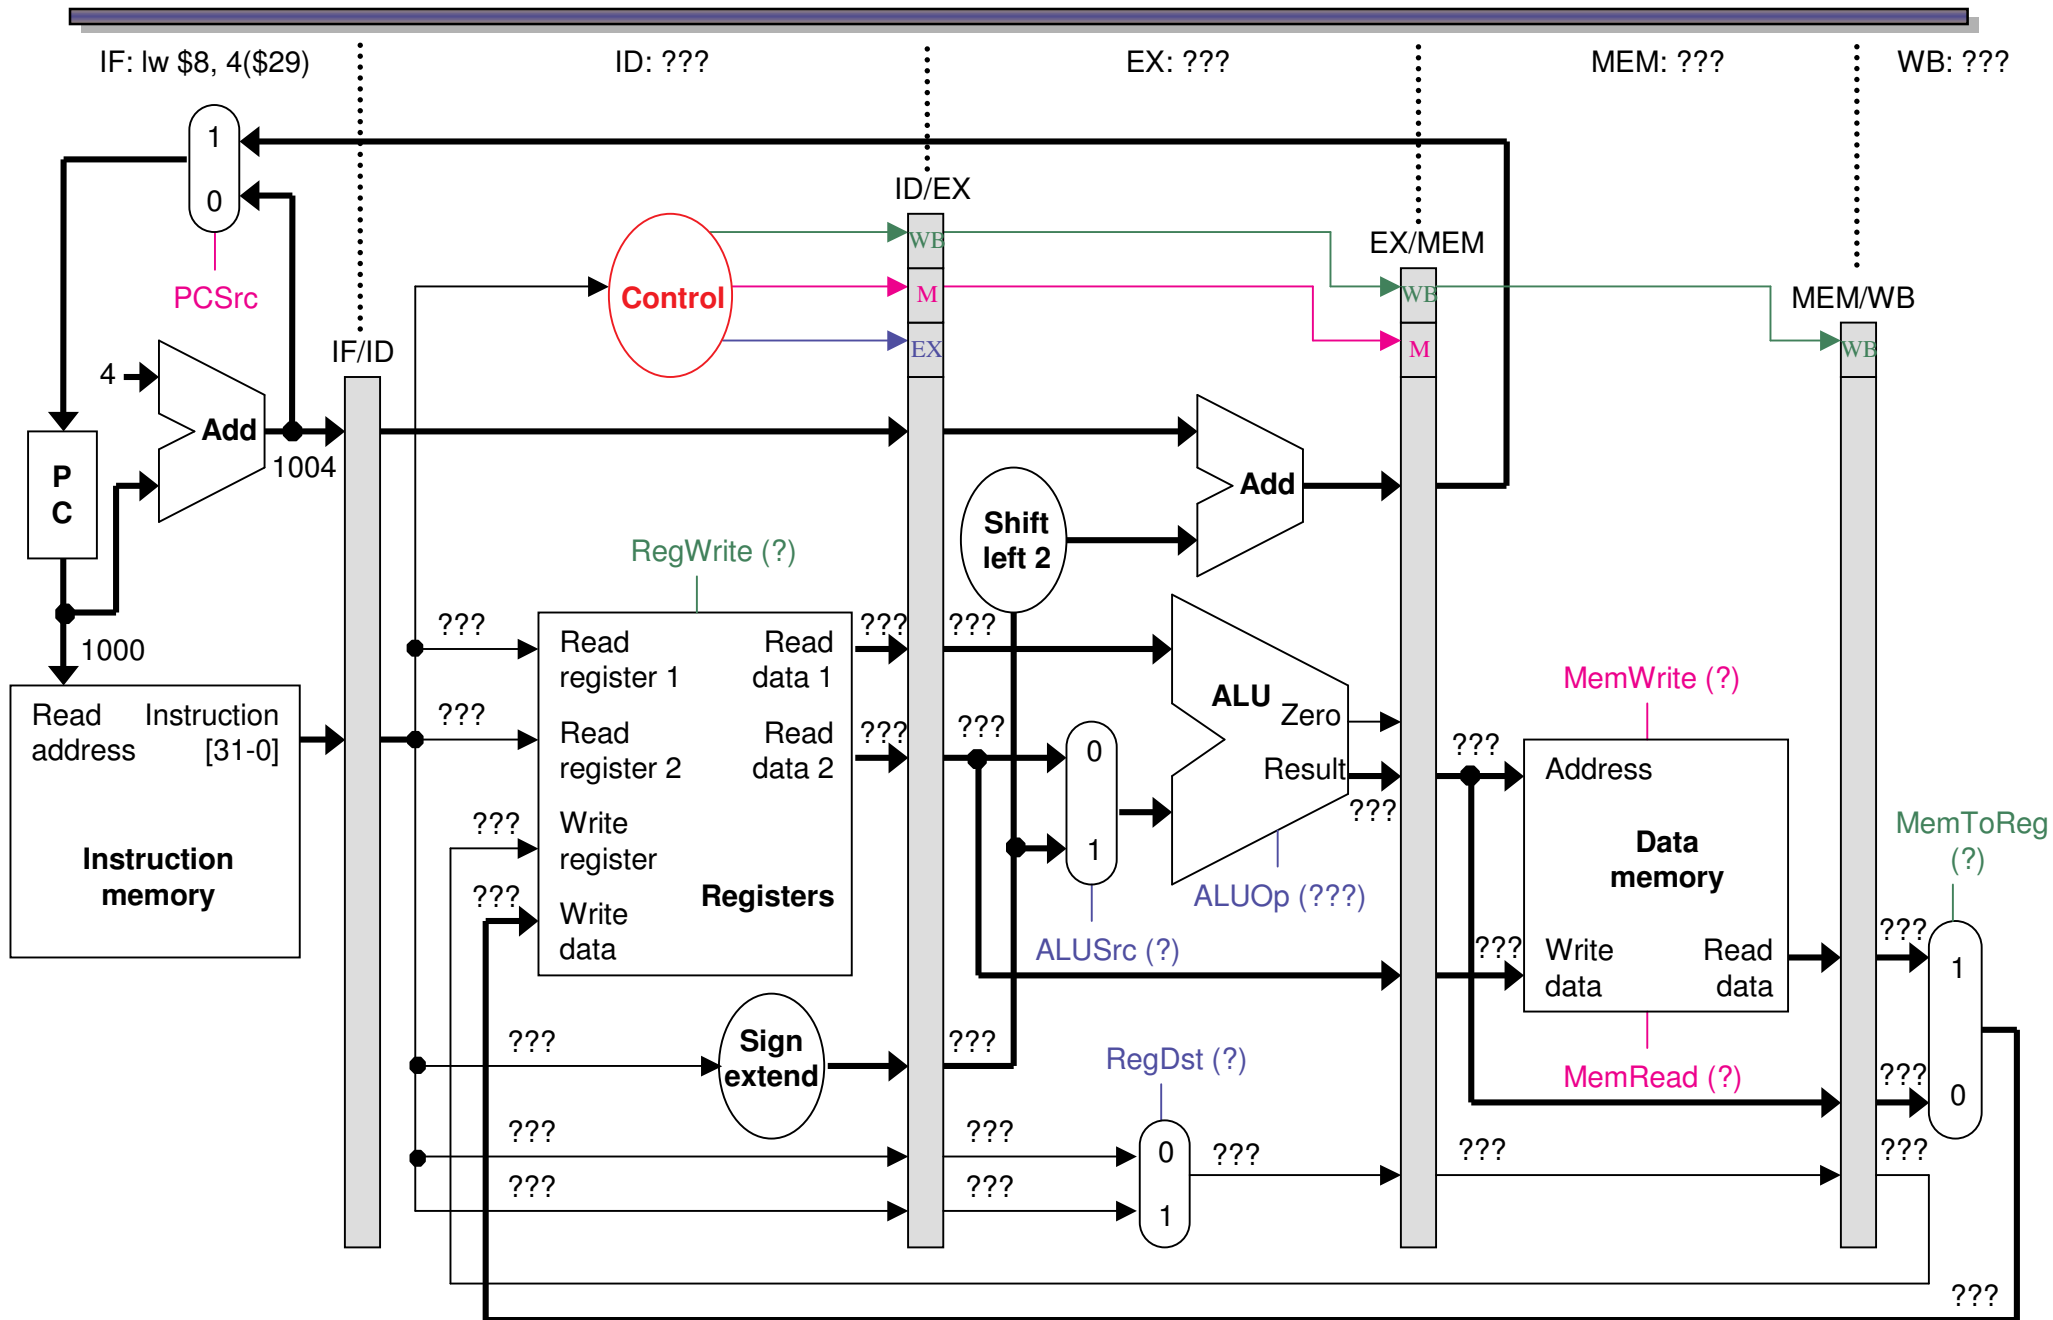 IF: lw $8, 4($29)
ID: ???
EX: ???
MEM: ???
WB: ???
1
0
PCSrc
4
Add
1004
P
C
1000
Read
address
Instruction
[31-0]
Instruction
memory
IF/ID
Control
ID/EX
WB
M
EX
EX/MEM
WB
M
MEM/WB
WB
RegWrite (?)
???
???
???
???
Read
register 1
Read
data 1
Read
register 2
Read
data 2
Write
register
Write
data
Registers
???
???
???
???
Shift
left 2
Add
0
1
ALUSrc (?)
ALU
Zero
Result
???
ALUOp (???)
???
Sign
extend
???
???
???
???
???
RegDst (?)
0
1
???
MemWrite (?)
???
Address
Data
memory
???
Write
data
Read
data
MemRead (?)
???
MemToReg
(?)
???
1
???
0
???
???